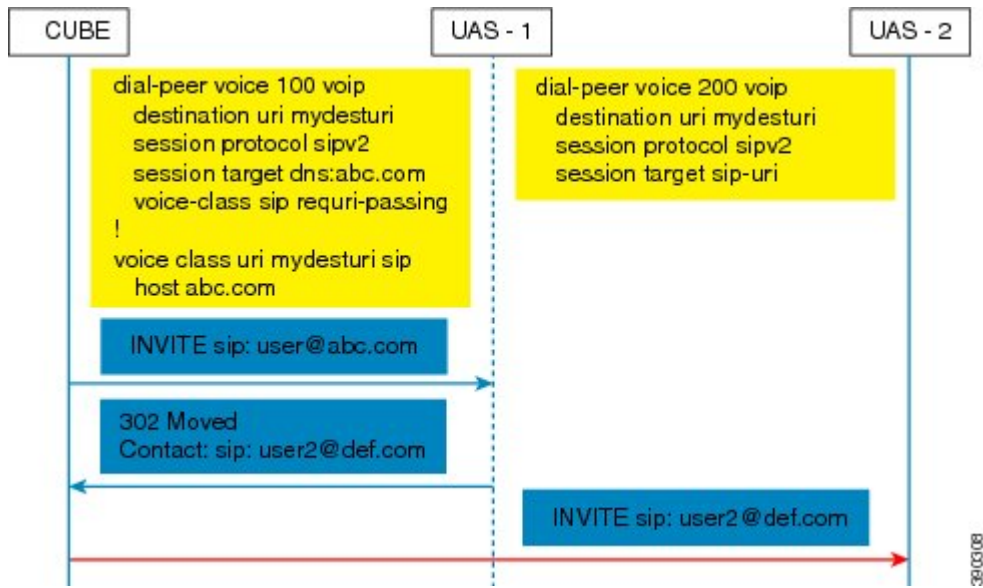 CUBE
UAS - 1
UAS - 2
dial-peer voice 100 voip
destination uri mydesturi
session protocol sipv2
session target dns:abc.com
voice-class sip requri-passing
!
voice class uri mydesturi sip
host abc.com
dial-peer voice 200 voip
destination uri mydesturi
session protocol sipv2
session target sip-uri
INVITE sip: user@abc.com
302 Moved
Contact: sip: user2@def.com
INVITE sip: user2@def.com
390308